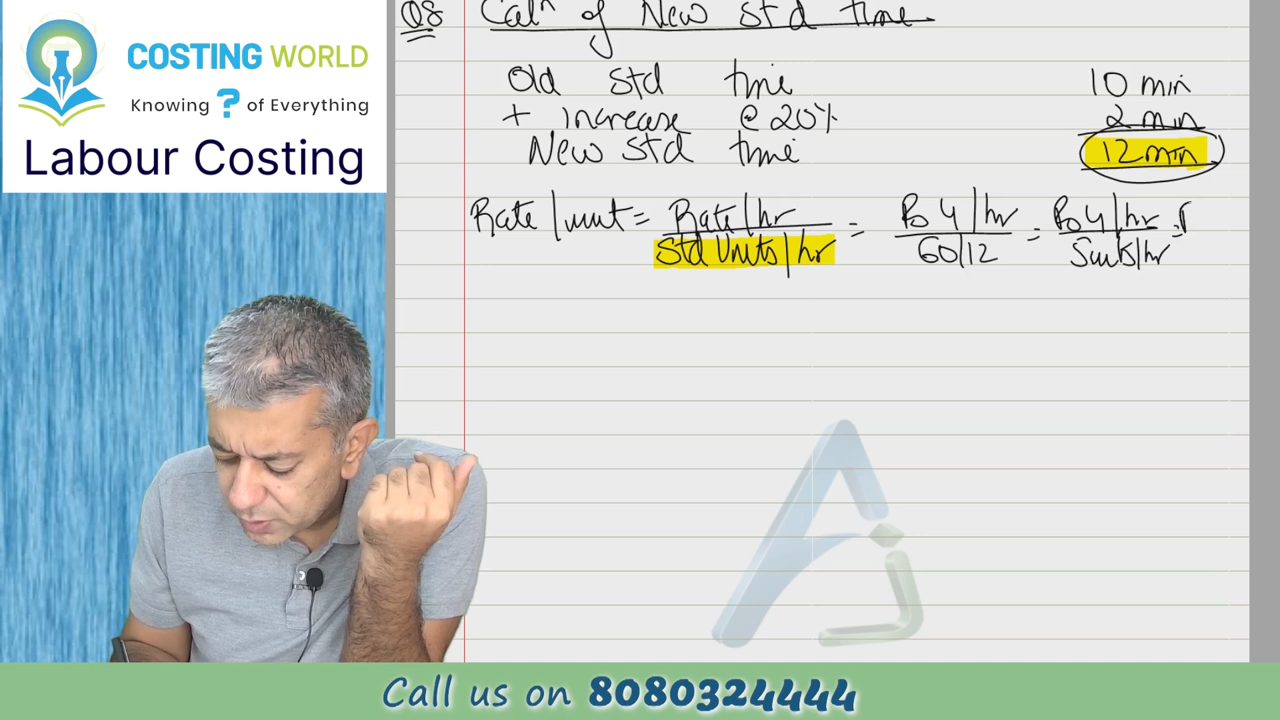 COSTING WORLD
Knowing ? of Everything
Labour Costing
Q8 Calⁿ of New Std time
Old Std time 10 min
+ increase @ 20% 2 min
New Std time 12 min
Rate/unit = Rate/hr / Std Units/hr = Rs 4/hr / 60/12 = Rs 4/hr / 5 units/hr =
Call us on 8080324444